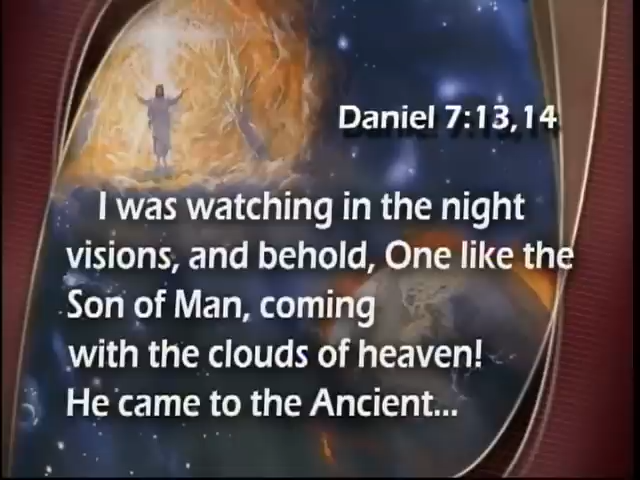 Daniel 7:13,14
I was watching in the night
visions, and behold, One like the
Son of Man, coming
with the clouds of heaven!
He came to the Ancient...